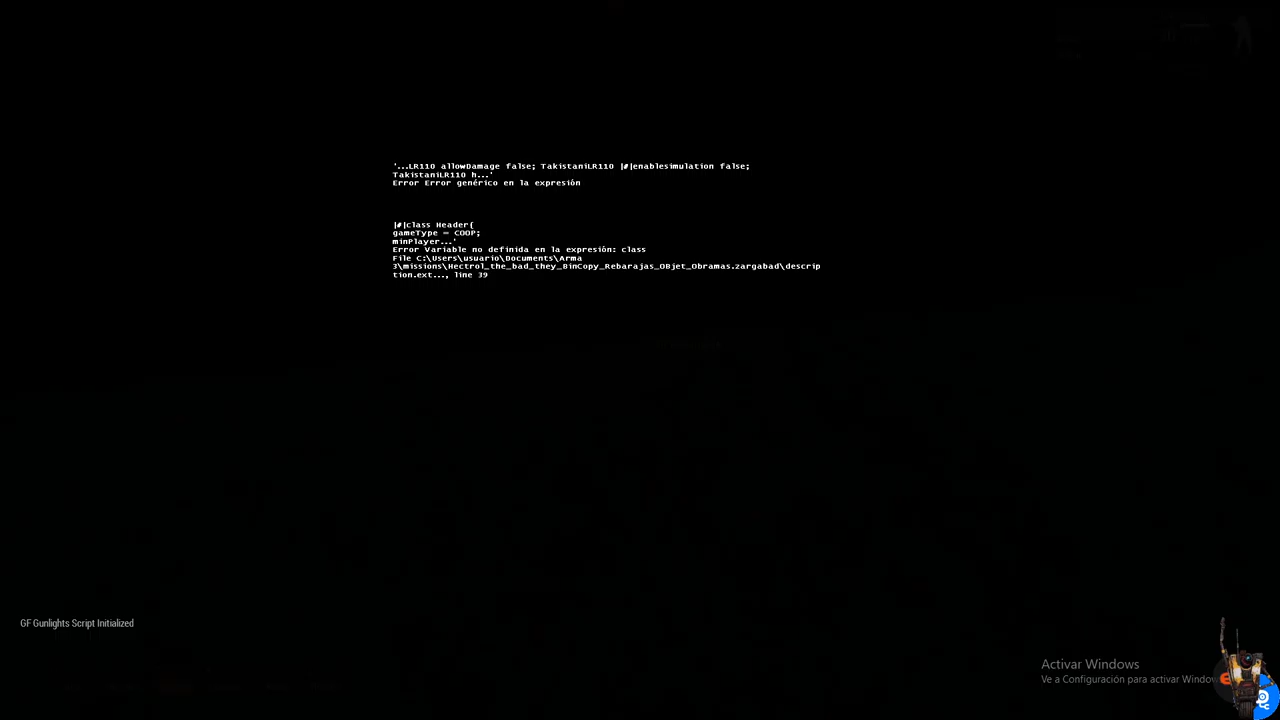 '...LR110 allowDamage false; TakistaniLR110 |#|enablesimulation false;
TakistaniLR110 h...'
Error Error genérico en la expresión
|#|class Header{
gameType = COOP;
minPlayer...'
Error Variable no definida en la expresión: class
File C:\Users\usuario\Documents\Arma
3\missions\Hectrol_the_bad_they_BinCopy_Rebarajas_OBjet_Obramas.zargabad\descrip
tion.ext..., line 39
GF Gunlights Script Initialized
Activar Windows
Ve a Configuración para activar Window